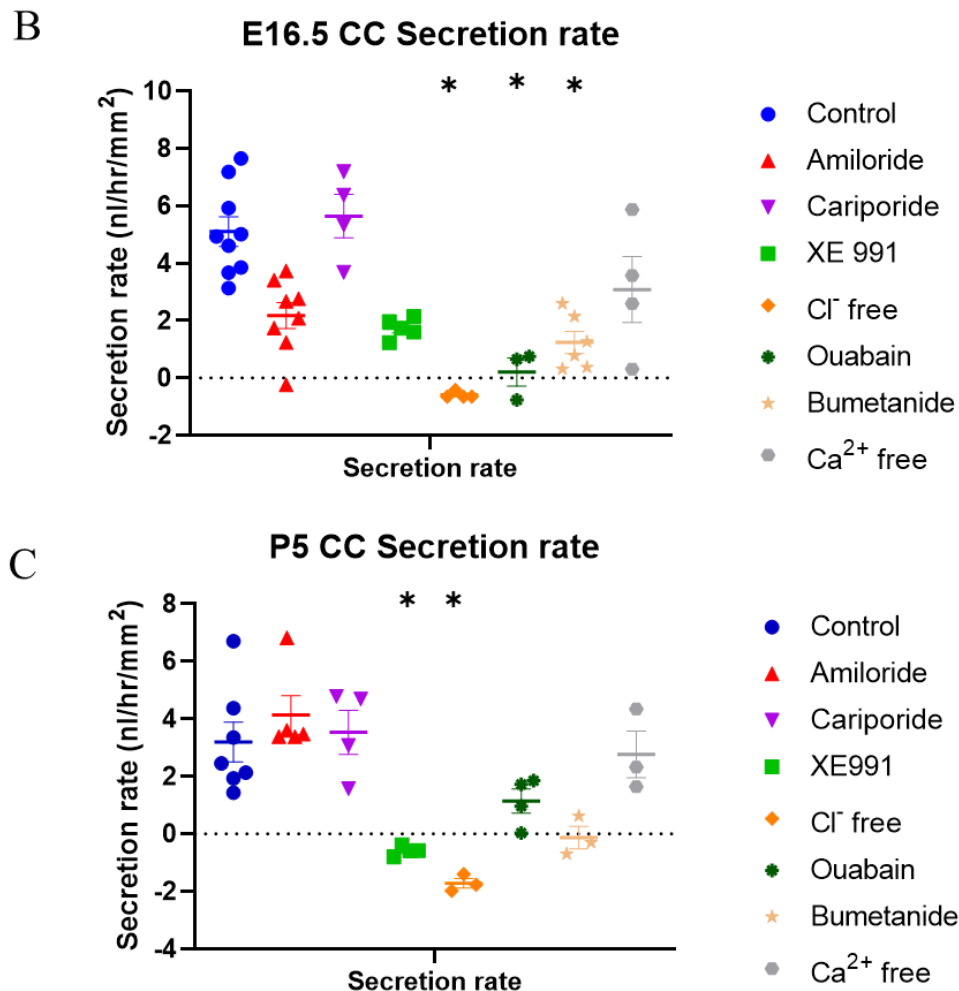 B
E16.5 CC Secretion rate
* * *
Secretion rate (nl/hr/mm²)
10
8
6
4
2
0
-2
Secretion rate
Control
Amiloride
Cariporide
XE 991
Cl⁻ free
Ouabain
Bumetanide
Ca²⁺ free
C
P5 CC Secretion rate
* *
Secretion rate (nl/hr/mm²)
8
6
4
2
0
-2
-4
Secretion rate
Control
Amiloride
Cariporide
XE991
Cl⁻ free
Ouabain
Bumetanide
Ca²⁺ free